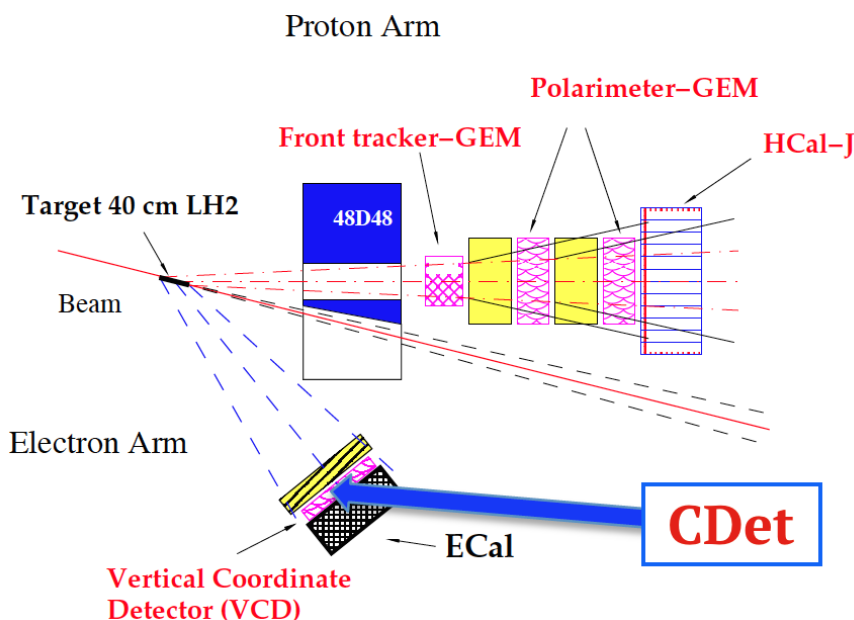 Proton Arm
Polarimeter–GEM
Front tracker–GEM
HCal–J
Target 40 cm LH2
48D48
Beam
Electron Arm
CDet
ECal
Vertical Coordinate
Detector (VCD)